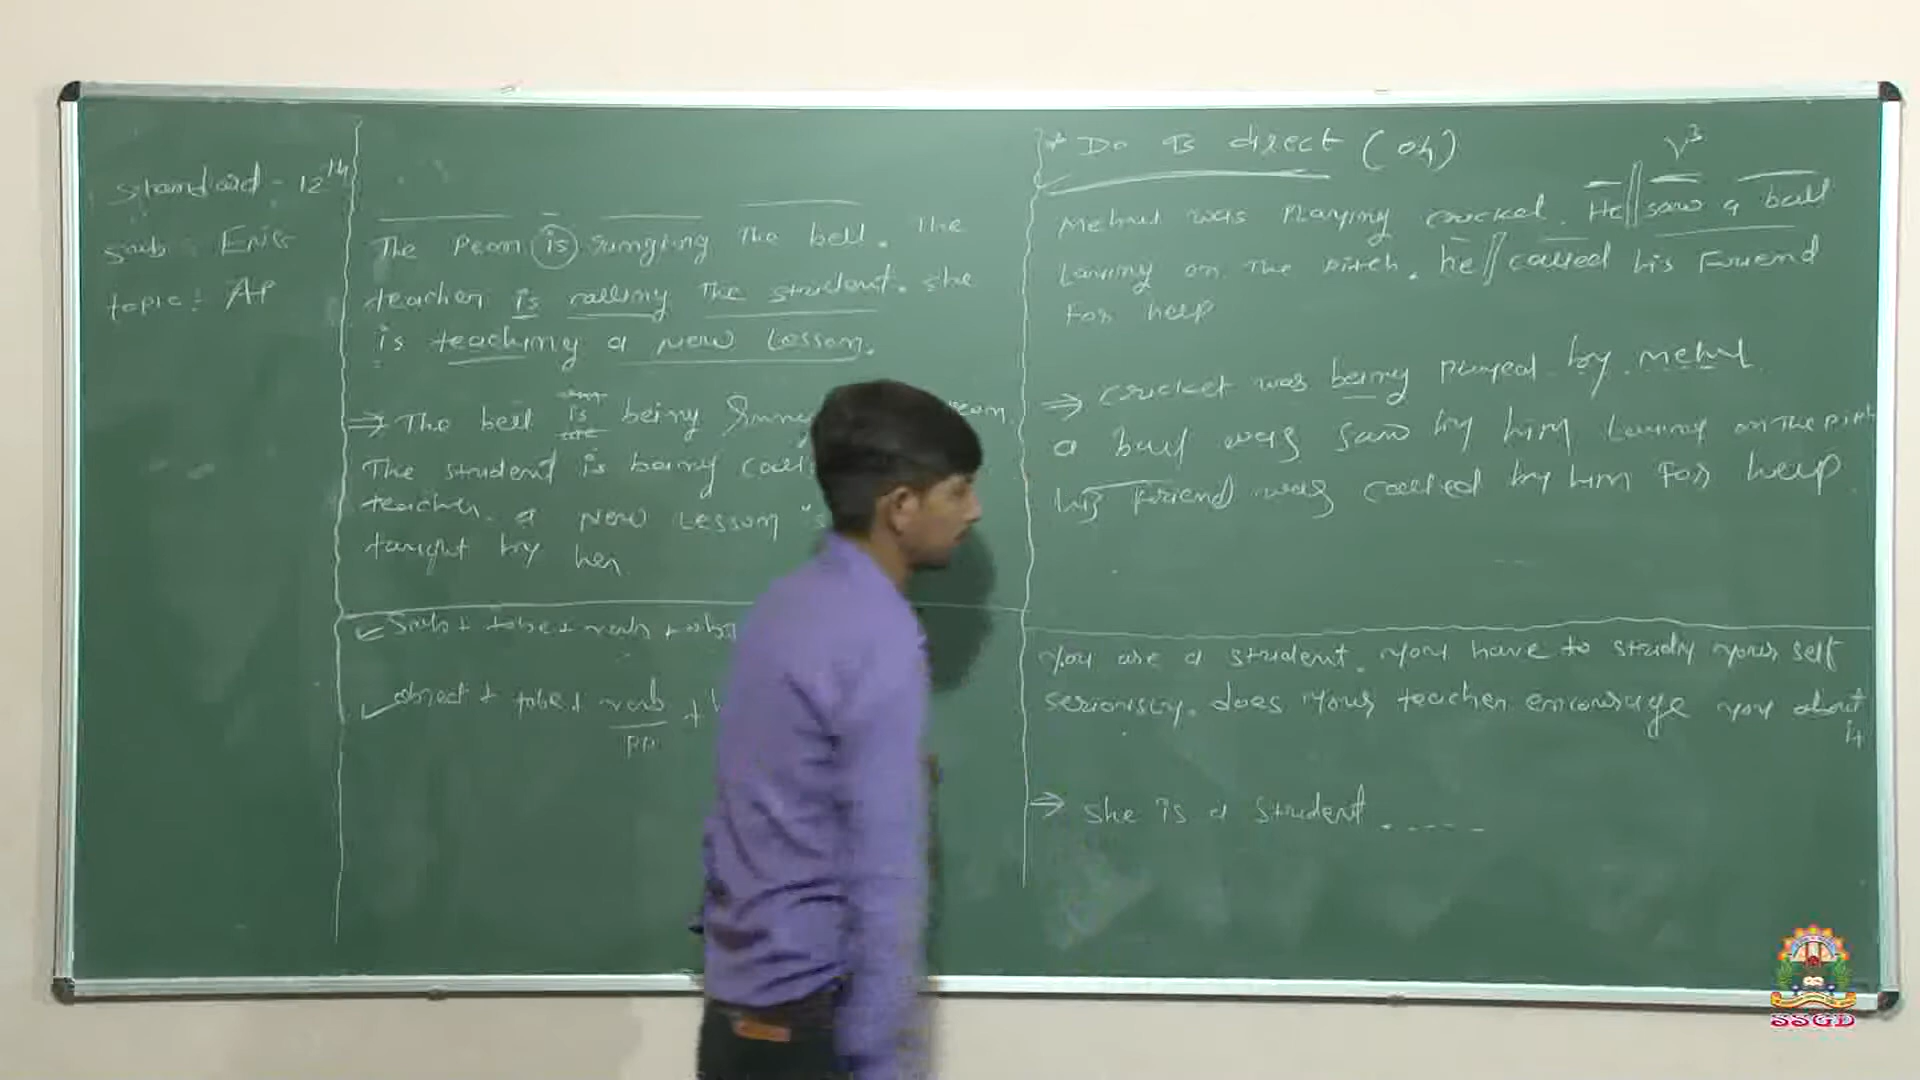 Standard - 12th
Sub : Eng
topic : AP
The Peon is ringing The bell. The
teacher is calling The student. She
is teaching a new Lesson.
⇒ The bell is being
are
The student is being
teacher. a new Lesson is
taught by her.
✓ Sub + tobe + verb + obj
✓ object + tobe + verb +
PP
* Do as direct (04)
V3
Mehul was Playing cricket. He || saw a ball
on The Pitch. he || called his Friend
For help
⇒ cricket was being Played by Mehul
a ball was saw by him on The Pitch
his Friend was called by him For help.
You are a student. You have to study your self
seriously. does your teacher encourage you about
it
⇒ She is a student . - - - -
SSGD